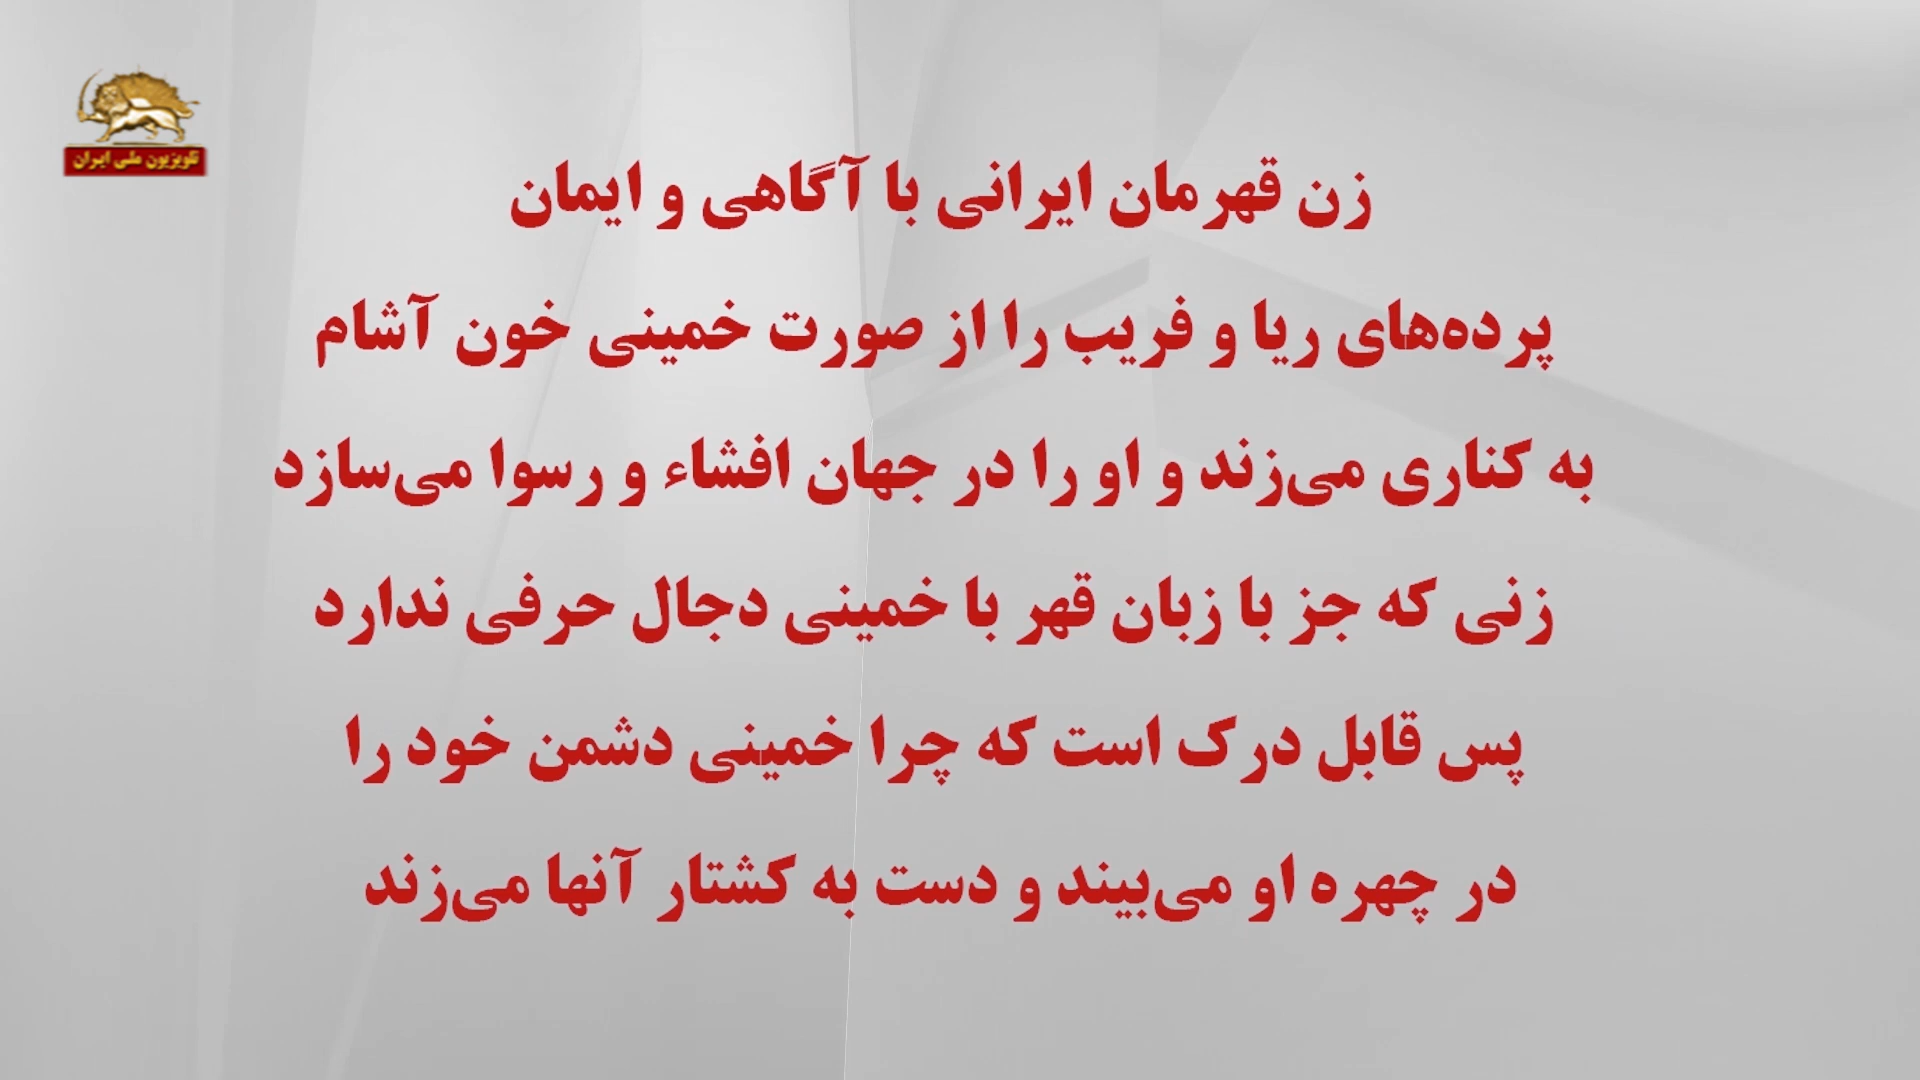 تلویزیون ملی ایران
زن قهرمان ایرانی با آگاهی و ایمان
پرده‌های ریا و فریب را از صورت خمینی خون آشام
به کناری می‌زند و او را در جهان افشاء و رسوا می‌سازد
زنی که جز با زبان قهر با خمینی دجال حرفی ندارد
پس قابل درک است که چرا خمینی دشمن خود را
در چهره او می‌بیند و دست به کشتار آنها می‌زند